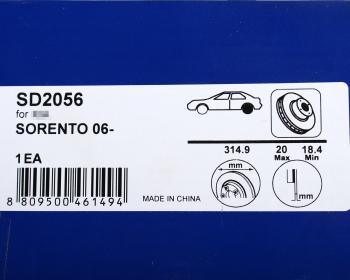 SD2056
for
SORENTO 06-
1EA
8 809500 461494
MADE IN CHINA
314.9 20 18.4
Max Min
mm
mm